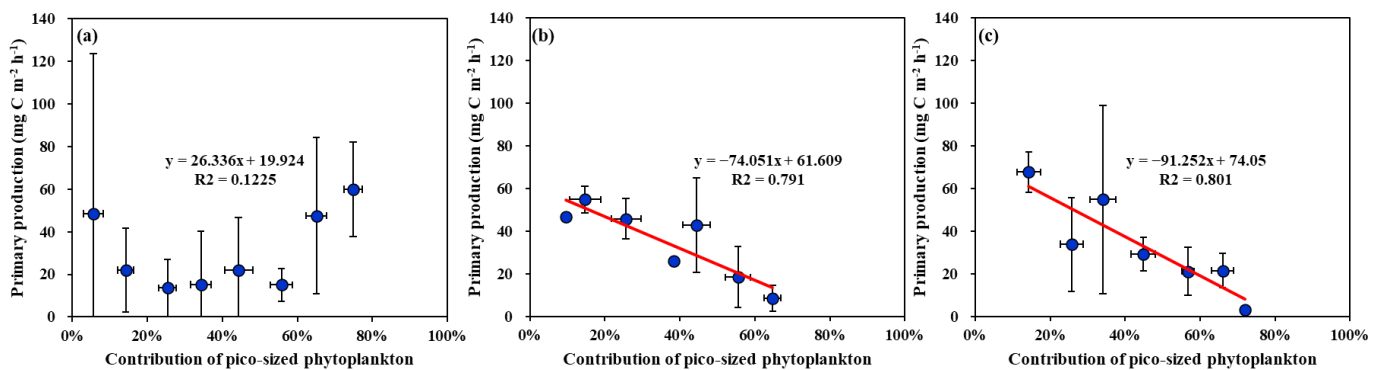 (a)
Primary production (mg C m⁻² h⁻¹)
140
120
100
80
60
40
20
0
y = 26.336x + 19.924
R2 = 0.1225
0% 20% 40% 60% 80% 100%
Contribution of pico-sized phytoplankton
(b)
Primary production (mg C m⁻² h⁻¹)
140
120
100
80
60
40
20
0
y = −74.051x + 61.609
R2 = 0.791
0% 20% 40% 60% 80% 100%
Contribution of pico-sized phytoplankton
(c)
Primary production (mg C m⁻² h⁻¹)
140
120
100
80
60
40
20
0
y = −91.252x + 74.05
R2 = 0.801
0% 20% 40% 60% 80% 100%
Contribution of pico-sized phytoplankton